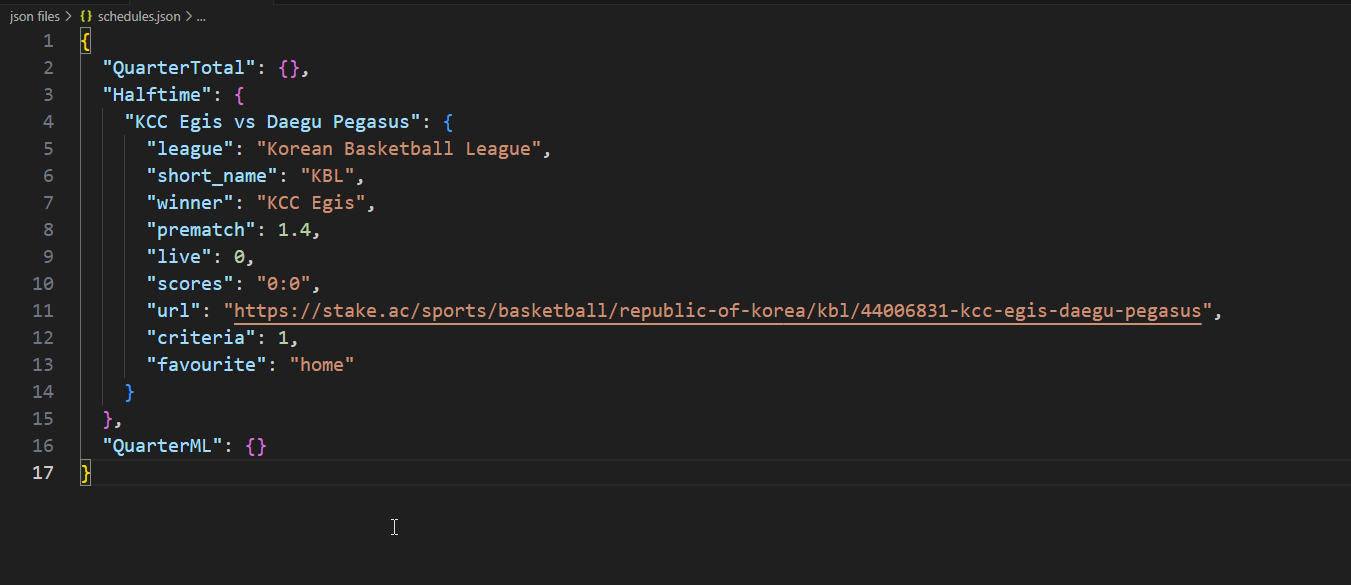 json files > {} schedules.json > ...
1 {
2 "QuarterTotal": {},
3 "Halftime": {
4 "KCC Egis vs Daegu Pegasus": {
5 "league": "Korean Basketball League",
6 "short_name": "KBL",
7 "winner": "KCC Egis",
8 "prematch": 1.4,
9 "live": 0,
10 "scores": "0:0",
11 "url": "https://stake.ac/sports/basketball/republic-of-korea/kbl/44006831-kcc-egis-daegu-pegasus",
12 "criteria": 1,
13 "favourite": "home"
14 }
15 },
16 "QuarterML": {}
17 }